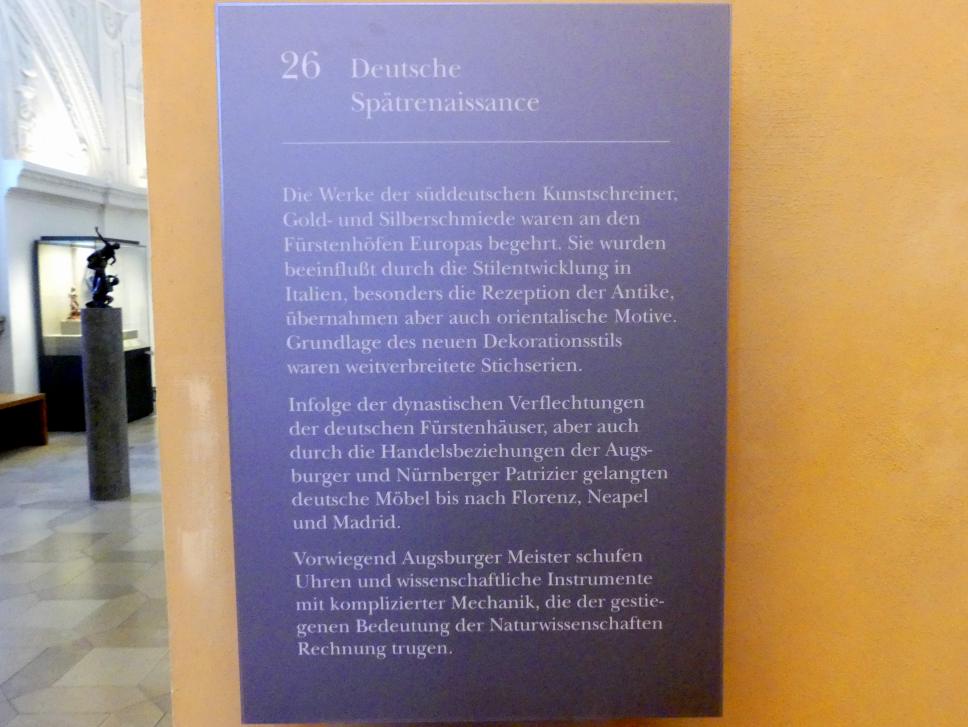 26 Deutsche
Spätrenaissance
Die Werke der süddeutschen Kunstschreiner,
Gold- und Silberschmiede waren an den
Fürstenhöfen Europas begehrt. Sie wurden
beeinflußt durch die Stilentwicklung in
Italien, besonders die Rezeption der Antike,
übernahmen aber auch orientalische Motive.
Grundlage des neuen Dekorationsstils
waren weitverbreitete Stichserien.
Infolge der dynastischen Verflechtungen
der deutschen Fürstenhäuser, aber auch
durch die Handelsbeziehungen der Augs-
burger und Nürnberger Patrizier gelangten
deutsche Möbel bis nach Florenz, Neapel
und Madrid.
Vorwiegend Augsburger Meister schufen
Uhren und wissenschaftliche Instrumente
mit komplizierter Mechanik, die der gestie-
genen Bedeutung der Naturwissenschaften
Rechnung trugen.